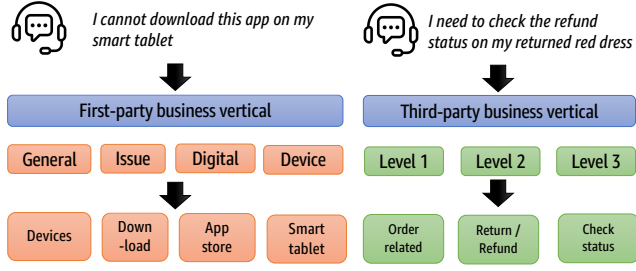 I cannot download this app on my
smart tablet
First-party business vertical
General
Issue
Digital
Device
Devices
Down
-load
App
store
Smart
tablet
I need to check the refund
status on my returned red dress
Third-party business vertical
Level 1
Level 2
Level 3
Order
related
Return /
Refund
Check
status